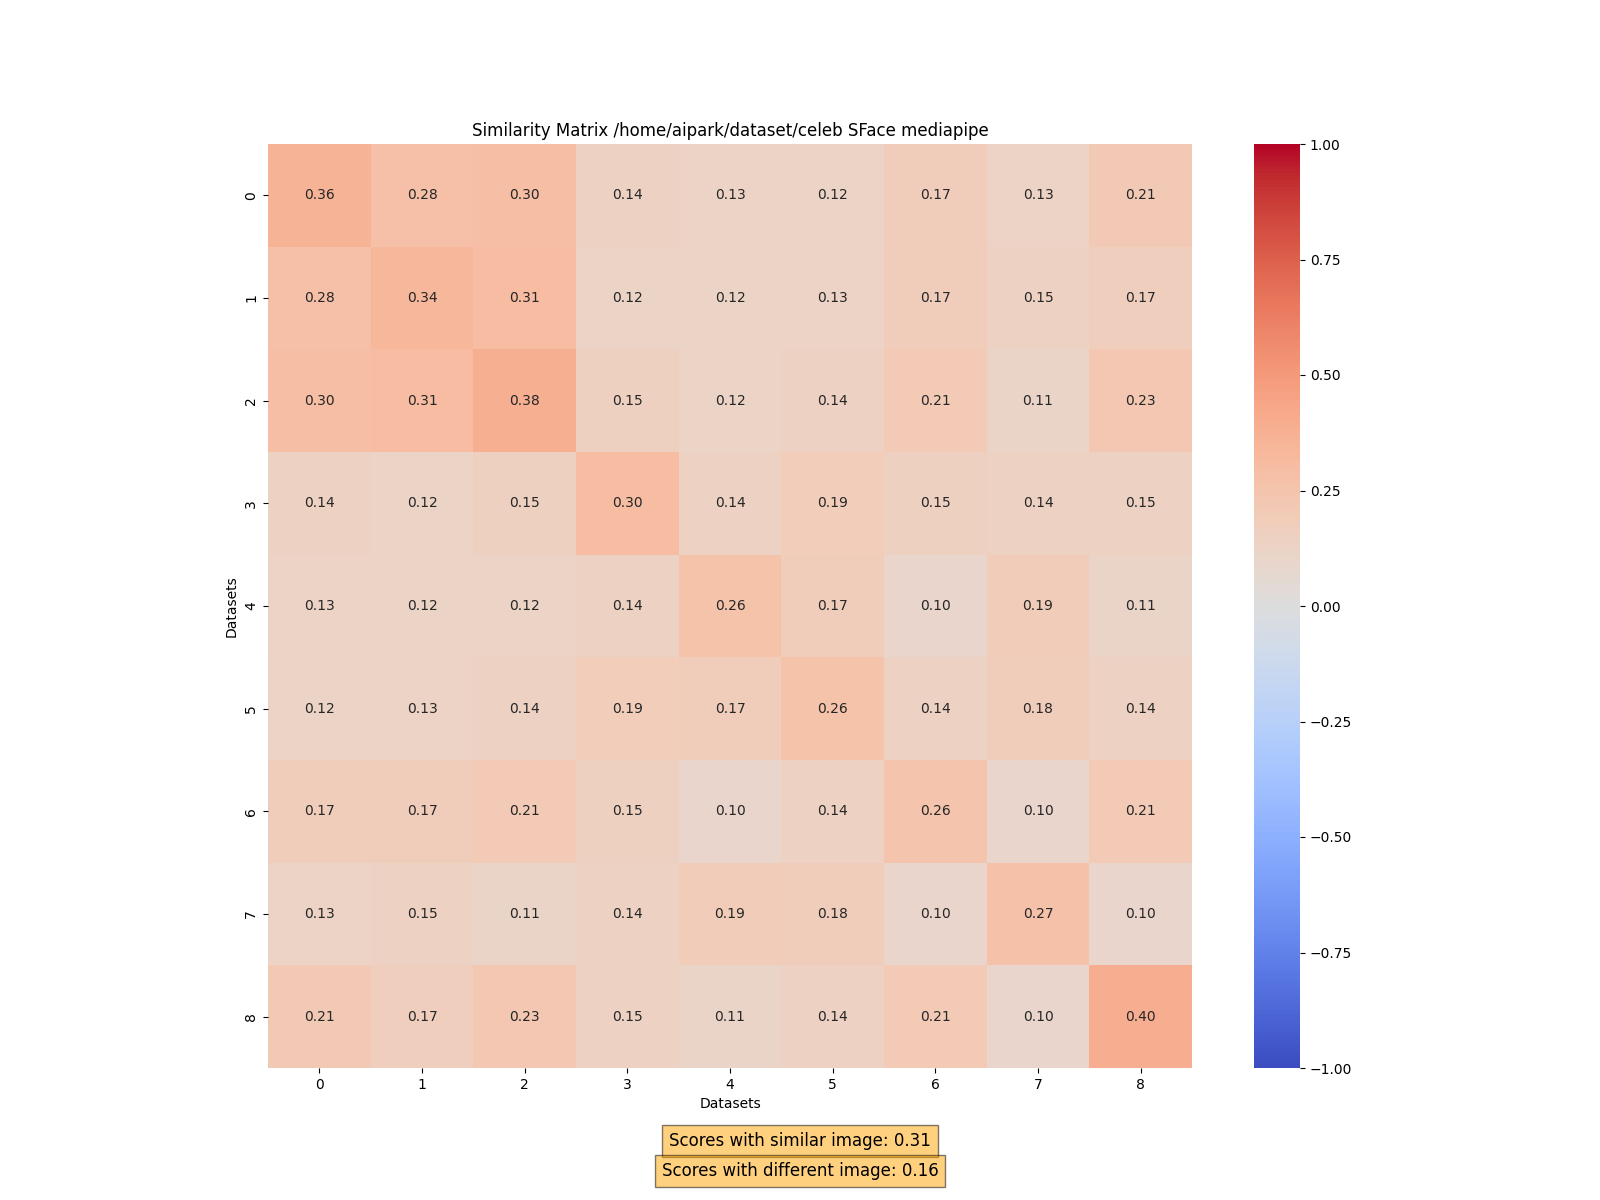 Similarity Matrix /home/aipark/dataset/celeb SFace mediapipe
0 0.36 0.28 0.30 0.14 0.13 0.12 0.17 0.13 0.21
1 0.28 0.34 0.31 0.12 0.12 0.13 0.17 0.15 0.17
2 0.30 0.31 0.38 0.15 0.12 0.14 0.21 0.11 0.23
3 0.14 0.12 0.15 0.30 0.14 0.19 0.15 0.14 0.15
4 0.13 0.12 0.12 0.14 0.26 0.17 0.10 0.19 0.11
5 0.12 0.13 0.14 0.19 0.17 0.26 0.14 0.18 0.14
6 0.17 0.17 0.21 0.15 0.10 0.14 0.26 0.10 0.21
7 0.13 0.15 0.11 0.14 0.19 0.18 0.10 0.27 0.10
8 0.21 0.17 0.23 0.15 0.11 0.14 0.21 0.10 0.40
0 1 2 3 4 5 6 7 8
Datasets
Datasets
1.00
0.75
0.50
0.25
0.00
−0.25
−0.50
−0.75
−1.00
Scores with similar image: 0.31
Scores with different image: 0.16